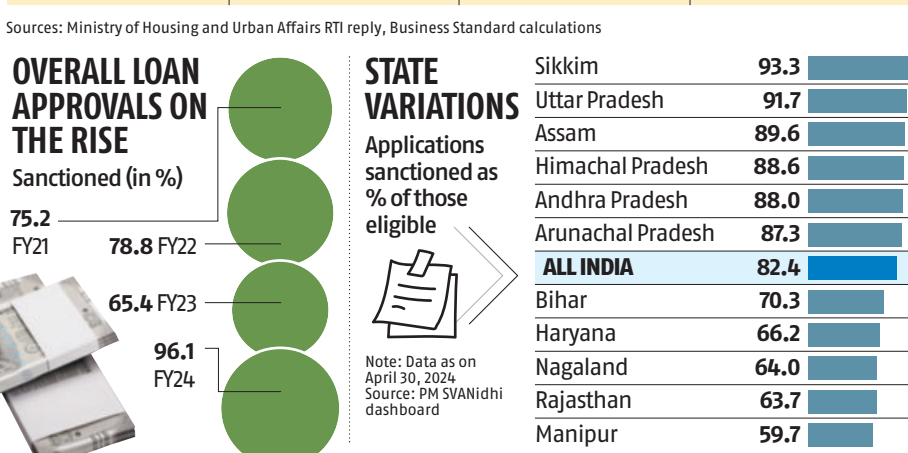 Sources: Ministry of Housing and Urban Affairs RTI reply, Business Standard calculations
OVERALL LOAN
APPROVALS ON
THE RISE
Sanctioned (in %)
75.2
FY21
78.8 FY22
65.4 FY23
96.1
FY24
STATE
VARIATIONS
Applications
sanctioned as
% of those
eligible
Note: Data as on
April 30, 2024
Source: PM SVANidhi
dashboard
Sikkim 93.3
Uttar Pradesh 91.7
Assam 89.6
Himachal Pradesh 88.6
Andhra Pradesh 88.0
Arunachal Pradesh 87.3
ALL INDIA 82.4
Bihar 70.3
Haryana 66.2
Nagaland 64.0
Rajasthan 63.7
Manipur 59.7